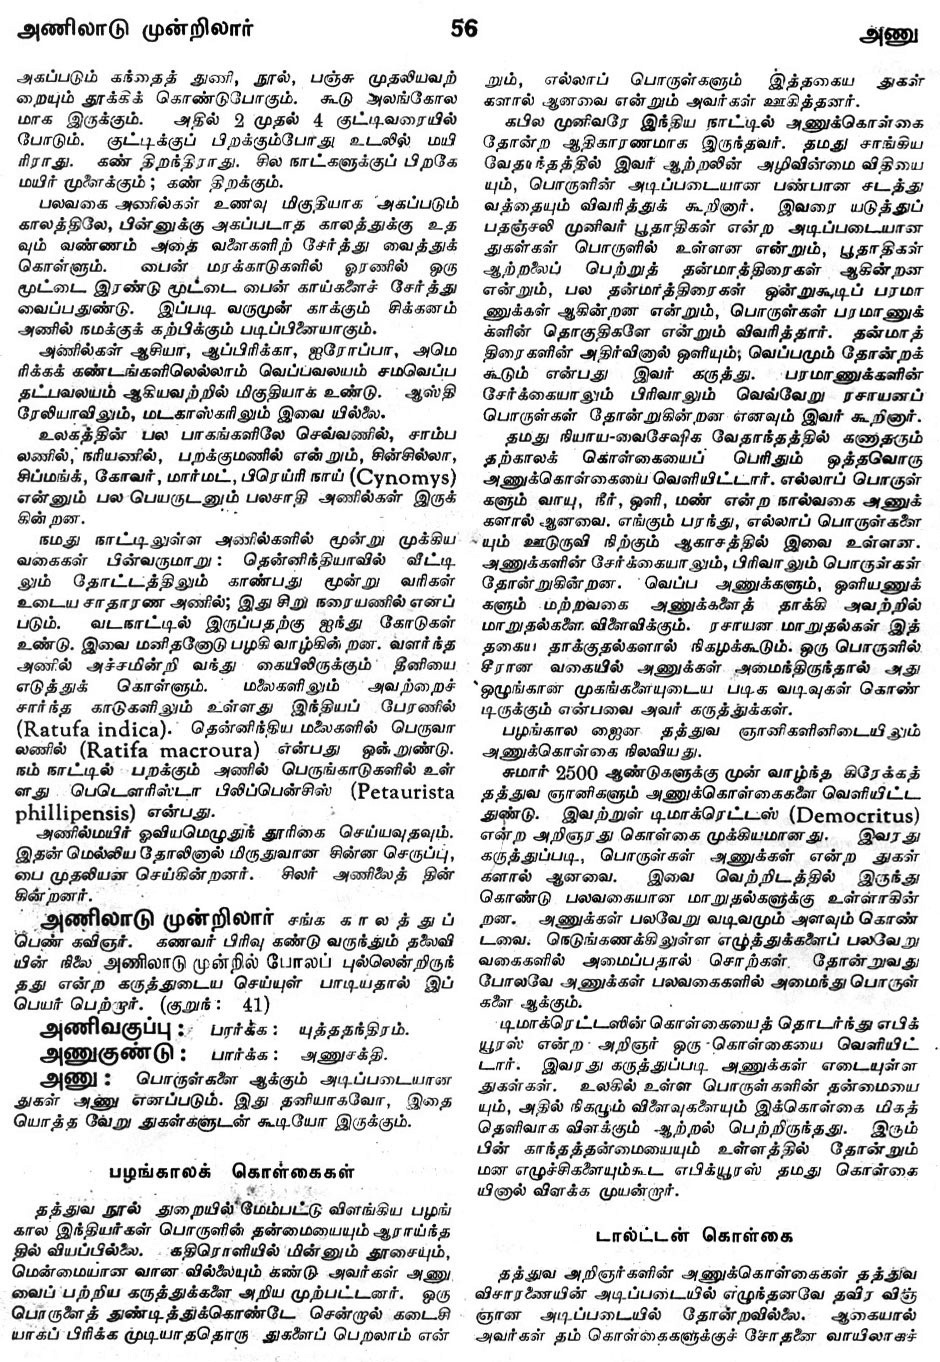 அணிலாடு முன்றிலார்
56
அணு
அகப்படும் கந்தைத் துணி, நூல், பஞ்சு முதலியவற்
றையும் தூக்கிக் கொண்டுபோகும். கூடு அலங்கோல
மாக இருக்கும். அதில் 2 முதல் 4 குட்டிவரையில்
போடும். குட்டிக்குப் பிறக்கும்போது உடலில் மயி
ரிராது. கண் திறந்திராது. சில நாட்களுக்குப் பிறகே
மயிர் முளைக்கும்; கண் திறக்கும்.
பலவகை அணில்கள் உணவு மிகுதியாக அகப்படும்
காலத்திலே, பின்னுக்கு அகப்படாத காலத்துக்கு உத
வும் வண்ணம் அதை வளைகளிற் சேர்த்து வைத்துக்
கொள்ளும். பைன் மரக்காடுகளில் ஓரணில் ஒரு
மூட்டை இரண்டு மூட்டை பைன் காய்களைச் சேர்த்து
வைப்பதுண்டு. இப்படி வருமுன் காக்கும் சிக்கனம்
அணில் நமக்குக் கற்பிக்கும் படிப்பினையாகும்.
அணில்கள் ஆசியா, ஆப்பிரிக்கா, ஐரோப்பா, அமெ
ரிக்கக் கண்டங்களிலெல்லாம் வெப்பவலயம் சமவெப்ப
தட்பவலயம் ஆகியவற்றில் மிகுதியாக உண்டு. ஆஸ்தி
ரேலியாவிலும், மடகாஸ்கரிலும் இவை யில்லை.
உலகத்தின் பல பாகங்களிலே செவ்வணில், சாம்ப
லணில், நரியணில், பறக்குமணில் என்றும், சின்சில்லா,
சிப்மங்க், கோவர், மார்மட், பிரெய்ரி நாய் (Cynomys)
என்னும் பல பெயருடனும் பலசாதி அணில்கள் இருக்
கின்றன.
நமது நாட்டிலுள்ள அணில்களில் மூன்று முக்கிய
வகைகள் பின்வருமாறு: தென்னிந்தியாவில் வீட்டி
லும் தோட்டத்திலும் காண்பது மூன்று வரிகள்
உடைய சாதாரண அணில்; இது சிறு நரையணில் எனப்
படும். வடநாட்டில் இருப்பதற்கு ஐந்து கோடுகள்
உண்டு. இவை மனிதனோடு பழகி வாழ்கின்றன. வளர்ந்த
அணில் அச்சமின்றி வந்து கையிலிருக்கும் தீனியை
எடுத்துக் கொள்ளும். மலைகளிலும் அவற்றைச்
சார்ந்த காடுகளிலும் உள்ளது இந்தியப் பேரணில்
(Ratufa indica). தென்னிந்திய மலைகளில் பெருவா
லணில் (Ratifa macroura) என்பது ஒன்றுண்டு.
நம் நாட்டில் பறக்கும் அணில் பெருங்காடுகளில் உள்
ளது பெடௌரிஸ்டா பிலிப்பென்சிஸ் (Petaurista
phillipensis) என்பது.
அணில்மயிர் ஓவியமெழுதுந் தூரிகை செய்யவுதவும்.
இதன் மெல்லிய தோலினால் மிருதுவான சின்ன செருப்பு,
பை முதலியன செய்கின்றனர். சிலர் அணிலைத் தின்
கின்றனர்.
அணிலாடு முன்றிலார் சங்க காலத்துப்
பெண் கவிஞர். கணவர் பிரிவு கண்டு வருந்தும் தலைவி
யின் நிலை அணிலாடு முன்றில் போலப் புல்லென்றிருந்
தது என்ற கருத்துடைய செய்யுள் பாடியதால் இப்
பெயர் பெற்றார். (குறுந்: 41)
அணிவகுப்பு: பார்க்க: யுத்ததந்திரம்.
அணுகுண்டு: பார்க்க: அணுசக்தி.
அணு: பொருள்களை ஆக்கும் அடிப்படையான
துகள் அணு எனப்படும். இது தனியாகவோ, இதை
யொத்த வேறு துகள்களுடன் கூடியோ இருக்கும்.
பழங்காலக் கொள்கைகள்
தத்துவ நூல் துறையில் மேம்பட்டு விளங்கிய பழங்
கால இந்தியர்கள் பொருளின் தன்மையையும் ஆராய்ந்த
தில் வியப்பில்லை. கதிரொளியில் மின்னும் தூசையும்,
மென்மையான வான வில்லையும் கண்டு அவர்கள் அணு
வைப் பற்றிய கருத்துக்களை அறிய முற்பட்டனர். ஒரு
பொருளைத் துண்டித்துக்கொண்டே சென்றால் கடைசி
யாகப் பிரிக்க முடியாததொரு துகளைப் பெறலாம் என்
றும், எல்லாப் பொருள்களும் இத்தகைய துகள்
களால் ஆனவை என்றும் அவர்கள் ஊகித்தனர்.
கபில முனிவரே இந்திய நாட்டில் அணுக்கொள்கை
தோன்ற ஆதிகாரணமாக இருந்தவர். தமது சாங்கிய
வேதாந்தத்தில் இவர் ஆற்றலின் அழிவின்மை விதியை
யும், பொருளின் அடிப்படையான பண்பான சடத்து
வத்தையும் விவரித்துக் கூறினார். இவரை யடுத்துப்
பதஞ்சலி முனிவர் பூதாதிகள் என்ற அடிப்படையான
துகள்கள் பொருளில் உள்ளன என்றும், பூதாதிகள்
ஆற்றலைப் பெற்றுத் தன்மாத்திரைகள் ஆகின்றன
என்றும், பல தன்மாத்திரைகள் ஒன்றுகூடிப் பரமா
ணுக்கள் ஆகின்றன என்றும், பொருள்கள் பரமாணுக்
க்ளின் தொகுதிகளே என்றும் விவரித்தார். தன்மாத்
திரைகளின் அதிர்வினால் ஒளியும்; வெப்பமும் தோன்றக்
கூடும் என்பது இவர் கருத்து. பரமாணுக்களின்
சேர்க்கையாலும் பிரிவாலும் வெவ்வேறு ரசாயனப்
பொருள்கள் தோன்றுகின்றன எனவும் இவர் கூறினார்.
தமது நியாய-வைசேஷிக வேதாந்தத்தில் கணாதரும்
தற்காலக் கொள்கையைப் பெரிதும் ஒத்தவொரு
அணுக்கொள்கையை வெளியிட்டார். எல்லாப் பொருள்
களும் வாயு, நீர், ஒளி, மண் என்ற நால்வகை அணுக்
களால் ஆனவை. எங்கும் பரந்து, எல்லாப் பொருள்களை
யும் ஊடுருவி நிற்கும் ஆகாசத்தில் இவை உள்ளன.
அணுக்களின் சேர்க்கையாலும், பிரிவாலும் பொருள்கள்
தோன்றுகின்றன. வெப்ப அணுக்களும், ஒளியணுக்
களும் மற்றவகை அணுக்களைத் தாக்கி அவற்றில்
மாறுதல்களை விளைவிக்கும். ரசாயன மாறுதல்கள் இத்
தகைய தாக்குதல்களால் நிகழக்கூடும். ஒரு பொருளில்
சீரான வகையில் அணுக்கள் அமைந்திருந்தால் அது
ஒழுங்கான முகங்களையுடைய படிக வடிவுகள் கொண்
டிருக்கும் என்பவை அவர் கருத்துக்கள்.
பழங்கால ஜைன தத்துவ ஞானிகளினிடையிலும்
அணுக்கொள்கை நிலவியது.
சுமார் 2500 ஆண்டுகளுக்கு முன் வாழ்ந்த கிரேக்கத்
தத்துவ ஞானிகளும் அணுக்கொள்கைகளை வெளியிட்ட
துண்டு. இவற்றுள் டிமாக்ரெட்டஸ் (Democritus)
என்ற அறிஞரது கொள்கை முக்கியமானது. இவரது
கருத்துப்படி, பொருள்கள் அணுக்கள் என்ற துகள்
களால் ஆனவை. இவை வெற்றிடத்தில் இருந்து
கொண்டு பலவகையான மாறுதல்களுக்கு உள்ளாகின்
றன. அணுக்கள் பலவேறு வடிவமும் அளவும் கொண்
டவை. நெடுங்கணக்கிலுள்ள எழுத்துக்களைப் பலவேறு
வகைகளில் அமைப்பதால் சொற்கள் தோன்றுவது
போலவே அணுக்கள் பலவகைகளில் அமைந்து பொருள்
களை ஆக்கும்.
டிமாக்ரெட்டஸின் கொள்கையைத் தொடர்ந்து எபிக்
யூரஸ் என்ற அறிஞர் ஒரு கொள்கையை வெளியிட்
டார். இவரது கருத்துப்படி அணுக்கள் எடையுள்ள
துகள்கள். உலகில் உள்ள பொருள்களின் தன்மையை
யும், அதில் நிகழும் விளைவுகளையும் இக்கொள்கை மிகத்
தெளிவாக விளக்கும் ஆற்றல் பெற்றிருந்தது. இரும்
பின் காந்தத்தன்மையையும் உள்ளத்தில் தோன்றும்
மன எழுச்சிகளையும்கூட எபிக்யூரஸ் தமது கொள்கை
யினால் விளக்க முயன்றார்.
டால்ட்டன் கொள்கை
தத்துவ அறிஞர்களின் அணுக்கொள்கைகள் தத்துவ
விசாரணையின் அடிப்படையில் எழுந்தனவே தவிர விஞ்
ஞான அடிப்படையில் தோன்றவில்லை. ஆகையால்
அவர்கள் தம் கொள்கைகளுக்குச் சோதனை வாயிலாகச்